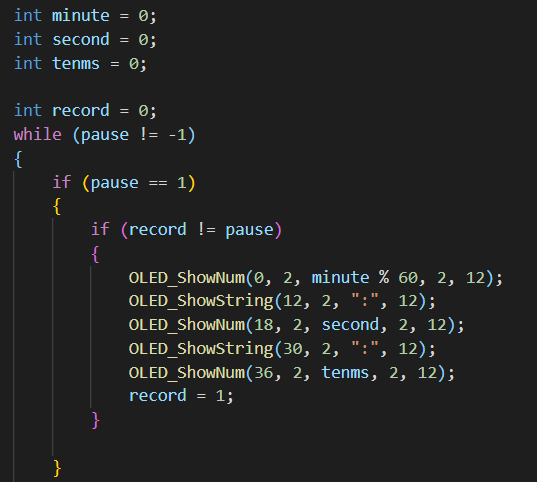 int minute = 0;
int second = 0;
int tenms = 0;

int record = 0;
while (pause != -1)
{
    if (pause == 1)
    {
        if (record != pause)
        {
            OLED_ShowNum(0, 2, minute % 60, 2, 12);
            OLED_ShowString(12, 2, ":", 12);
            OLED_ShowNum(18, 2, second, 2, 12);
            OLED_ShowString(30, 2, ":", 12);
            OLED_ShowNum(36, 2, tenms, 2, 12);
            record = 1;
        }

    }